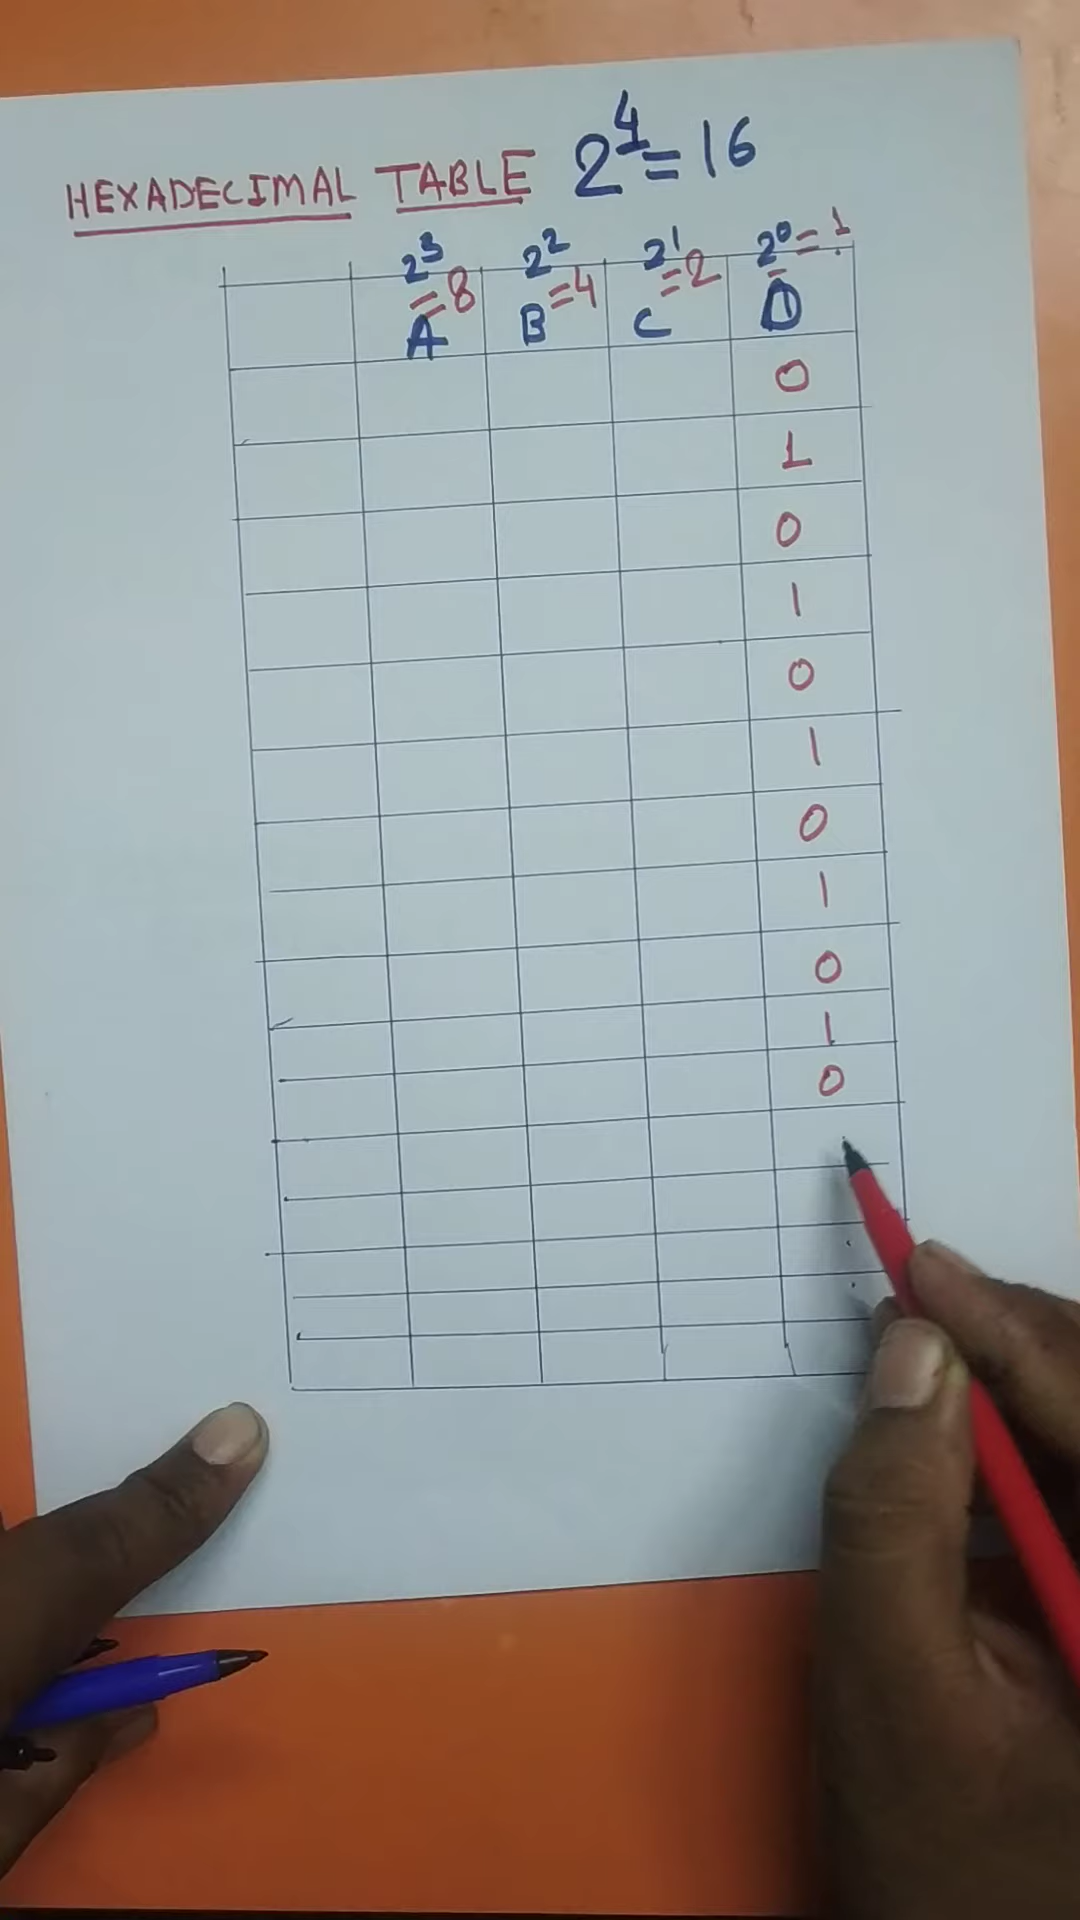 HEXADECIMAL TABLE 2⁴=16
2³ 2² 2¹ 2⁰=1
=8 =4 =2
A B C D
0
1
0
1
0
1
0
1
0
1
0